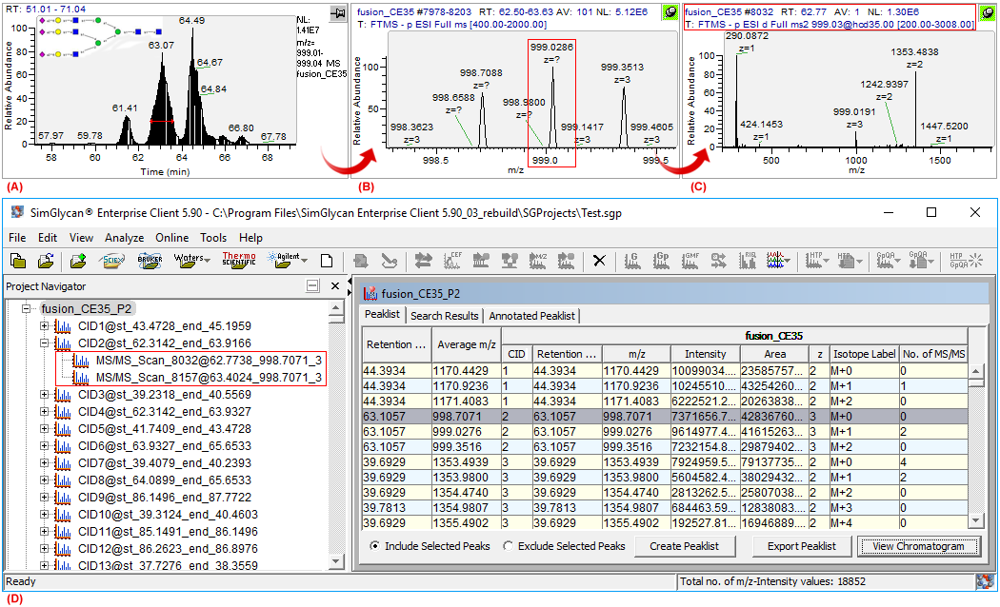 RT: 51.01 - 71.04
64.49
63.07
64.67
64.84
61.41
57.97
59.78
66.80
67.78
100
80
60
40
20
0
Relative Abundance
58
60
62
64
66
68
Time (min)
NL:
1.41E7
m/z=
999.01-
999.04 MS
fusion_CE35
(A)
fusion_CE35 #7978-8203 RT: 62.50-63.63 AV: 101 NL: 5.12E6
T: FTMS - p ESI Full ms [400.00-2000.00]
999.0286
z=?
998.7088
z=?
999.3513
z=3
998.6588
z=?
998.9800
z=?
998.3623
z=3
999.1417
z=3
999.4605
z=3
100
50
Relative Abundance
998.5
999.0
999.5
m/z
(B)
fusion_CE35 #8032 RT: 62.77 AV: 1 NL: 1.30E6
T: FTMS - p ESI d Full ms2 999.03@hcd35.00 [200.00-3008.00]
290.0872
z=1
1353.4838
z=2
1242.9397
z=2
999.0191
z=3
424.1453
z=1
1447.5200
z=1
100
80
60
40
20
0
Relative Abundance
500
1000
1500
m/z
(C)
SimGlycan® Enterprise Client 5.90 - C:\Program Files\SimGlycan Enterprise Client 5.90_03_rebuild\SGProjects\Test.sgp
File Edit View Analyze Online Tools Help
SCIEX BRUKER Waters Thermo SCIENTIFIC Agilent
Project Navigator
fusion_CE35_P2
CID1@st_43.4728_end_45.1959
CID2@st_62.3142_end_63.9166
MS/MS_Scan_8032@62.7738_998.7071_3
MS/MS_Scan_8157@63.4024_998.7071_3
CID3@st_39.2318_end_40.5569
CID4@st_62.3142_end_63.9327
CID5@st_41.7409_end_43.4728
CID6@st_63.9327_end_65.6533
CID7@st_39.4079_end_40.2393
CID8@st_64.0899_end_65.6533
CID9@st_86.1496_end_87.7722
CID10@st_39.3124_end_40.4603
CID11@st_85.1491_end_86.1496
CID12@st_86.2623_end_86.8976
CID13@st_37.7276_end_38.3559
fusion_CE35_P2
Peaklist Search Results Annotated Peaklist
fusion_CE35
Retention ... Average m/z CID Retention ... m/z Intensity Area z Isotope Label No. of MS/MS
44.3934 1170.4429 1 44.3934 1170.4429 10099034.... 23585757... 2 M+0 0
44.3934 1170.9236 1 44.3934 1170.9236 10245510.... 43254260... 2 M+1 1
44.3934 1171.4083 1 44.3934 1171.4083 6222521.2... 20263838... 2 M+2 0
63.1057 998.7071 2 63.1057 998.7071 7371656.7... 42836760... 3 M+0 0
63.1057 999.0276 2 63.1057 999.0276 9614977.4... 41615263... 3 M+1 2
63.1057 999.3516 2 63.1057 999.3516 7232154.8... 29879402... 3 M+2 0
39.6929 1353.4939 3 39.6929 1353.4939 7924959.5... 79137735... 2 M+0 4
39.6929 1353.9800 3 39.6929 1353.9800 5604582.4... 38029432... 2 M+1 2
39.6929 1354.4740 3 39.6929 1354.4740 2813262.5... 25807038... 2 M+2 0
39.7813 1354.9807 3 39.7813 1354.9807 684463.59... 12838083... 2 M+3 0
39.6929 1355.4902 3 39.6929 1355.4902 192527.81... 16946889.... 2 M+4 0
Include Selected Peaks Exclude Selected Peaks Create Peaklist Export Peaklist View Chromatogram
Ready
Total no. of m/z-Intensity values: 18852
(D)